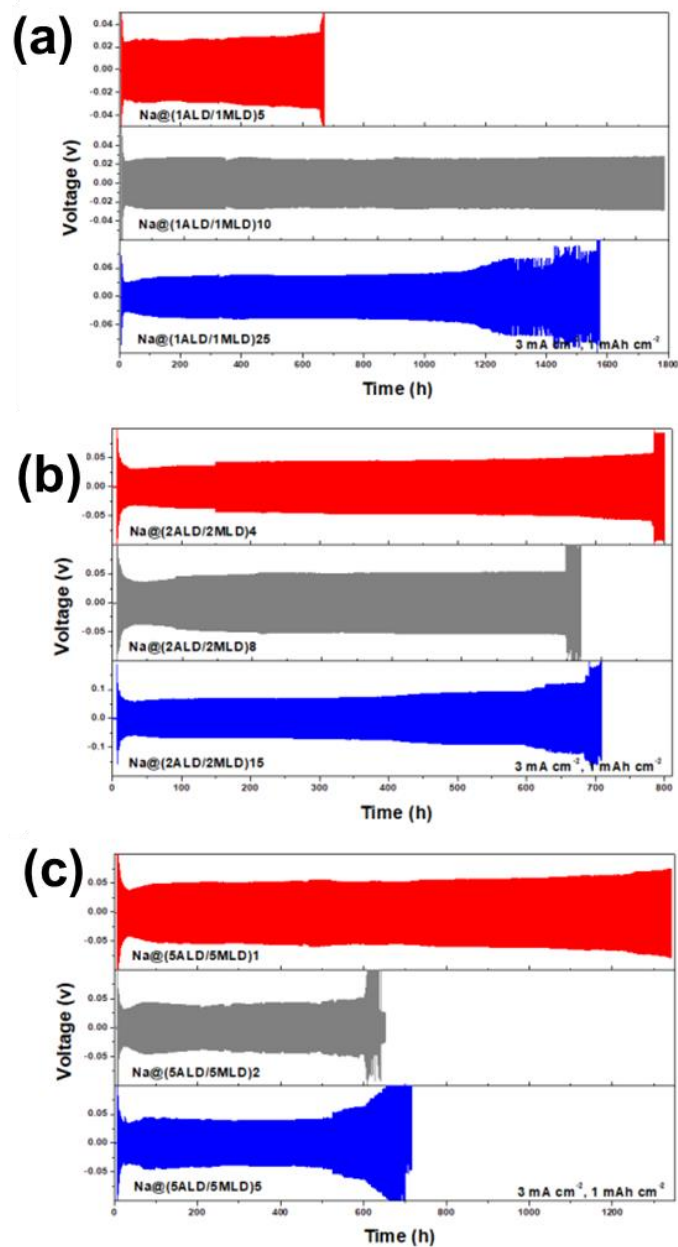 (a)
0.04
0.02
0.00
-0.02
-0.04
Na@(1ALD/1MLD)5
0.04
0.02
0.00
-0.02
-0.04
Na@(1ALD/1MLD)10
0.06
0.00
-0.06
Na@(1ALD/1MLD)25
3 mA cm⁻², 1 mAh cm⁻²
Voltage (v)
0 200 400 600 800 1000 1200 1400 1600 1800
Time (h)
(b)
0.05
0.00
-0.05
Na@(2ALD/2MLD)4
0.05
0.00
-0.05
Na@(2ALD/2MLD)8
0.1
0.0
-0.1
Na@(2ALD/2MLD)15
3 mA cm⁻², 1 mAh cm⁻²
Voltage (v)
0 100 200 300 400 500 600 700 800
Time (h)
(c)
0.05
0.00
-0.05
Na@(5ALD/5MLD)1
0.05
0.00
-0.05
Na@(5ALD/5MLD)2
0.05
0.00
-0.05
Na@(5ALD/5MLD)5
3 mA cm⁻², 1 mAh cm⁻²
Voltage (v)
0 200 400 600 800 1000 1200
Time (h)